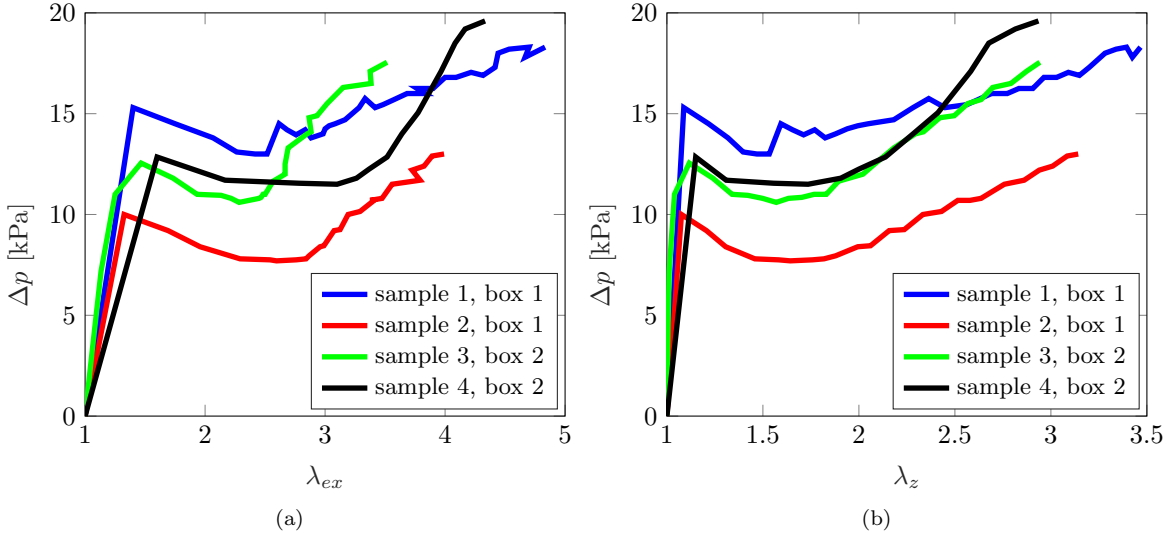 20
15
10
5
0
Δp [kPa]
1 2 3 4 5
λex
sample 1, box 1
sample 2, box 1
sample 3, box 2
sample 4, box 2
(a)
20
15
10
5
0
Δp [kPa]
1 1.5 2 2.5 3 3.5
λz
sample 1, box 1
sample 2, box 1
sample 3, box 2
sample 4, box 2
(b)